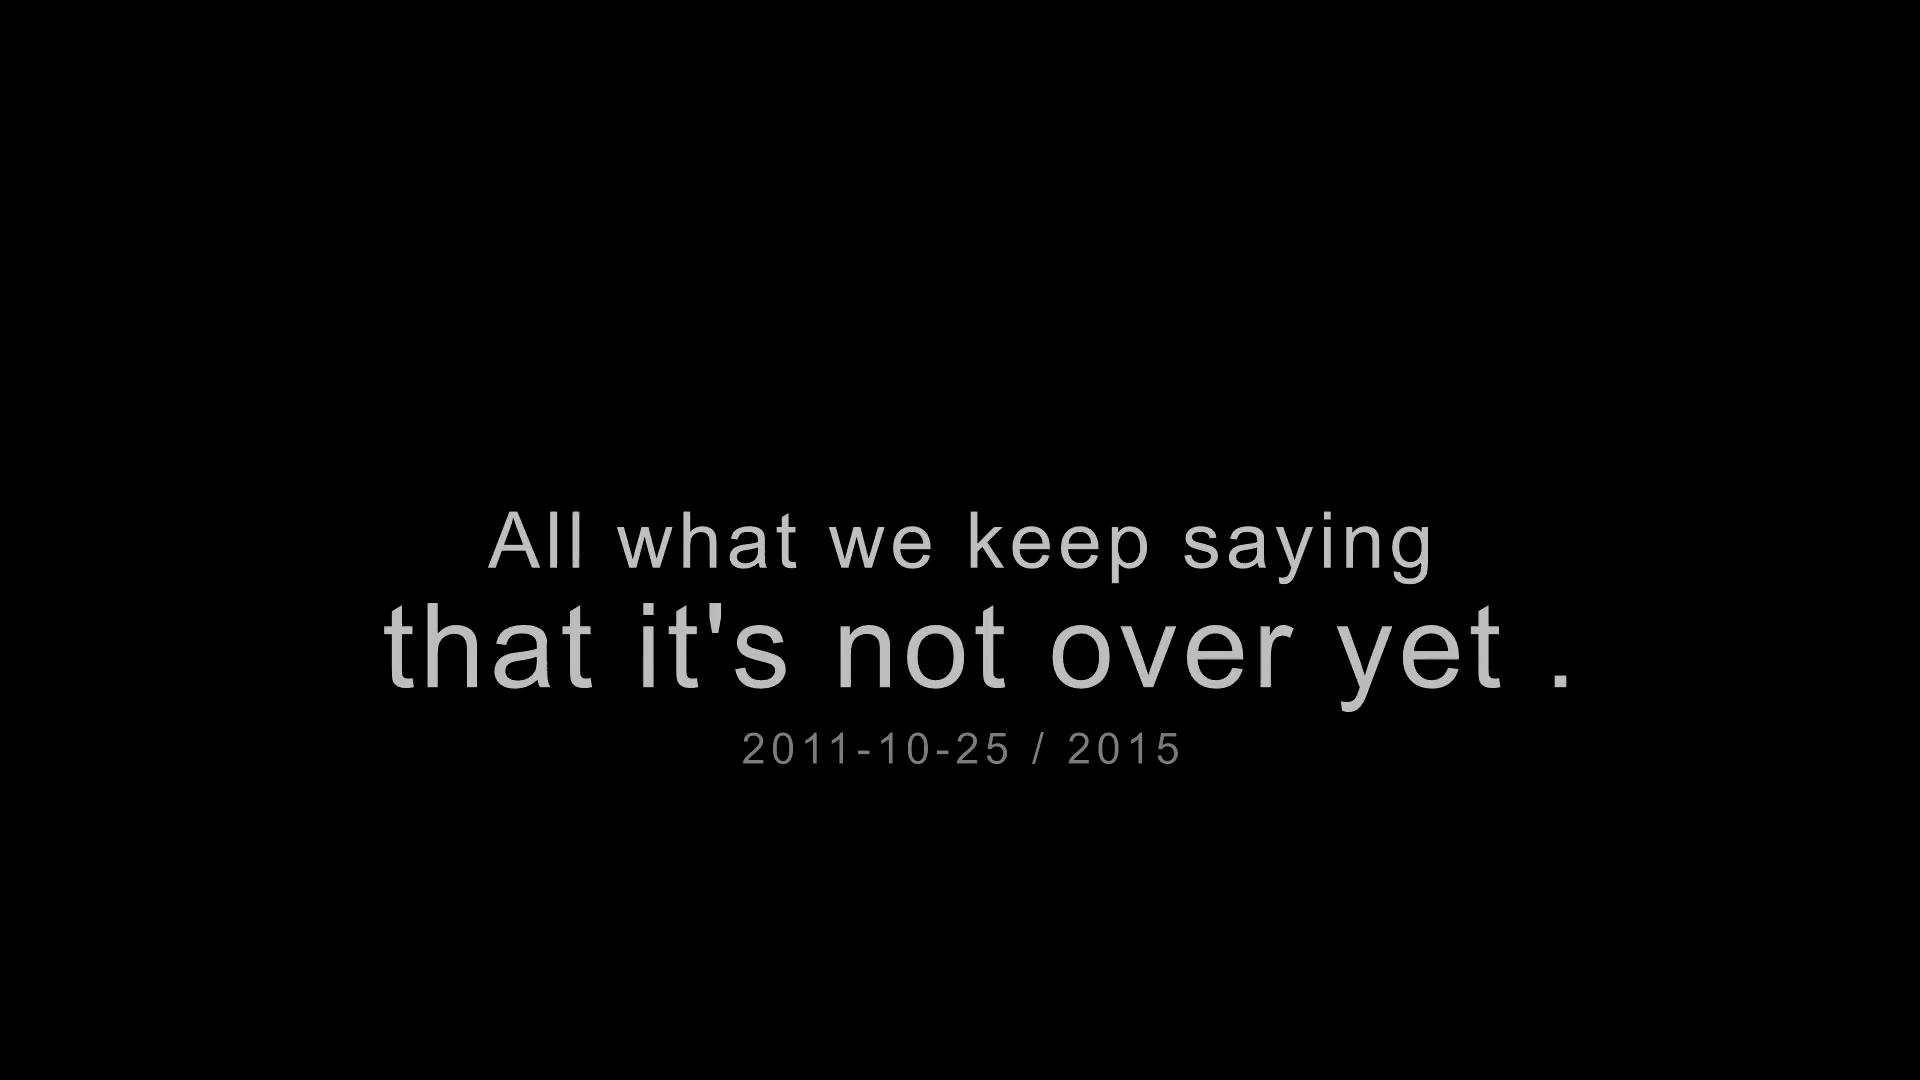 All what we keep saying
that it's not over yet .
2011-10-25 / 2015